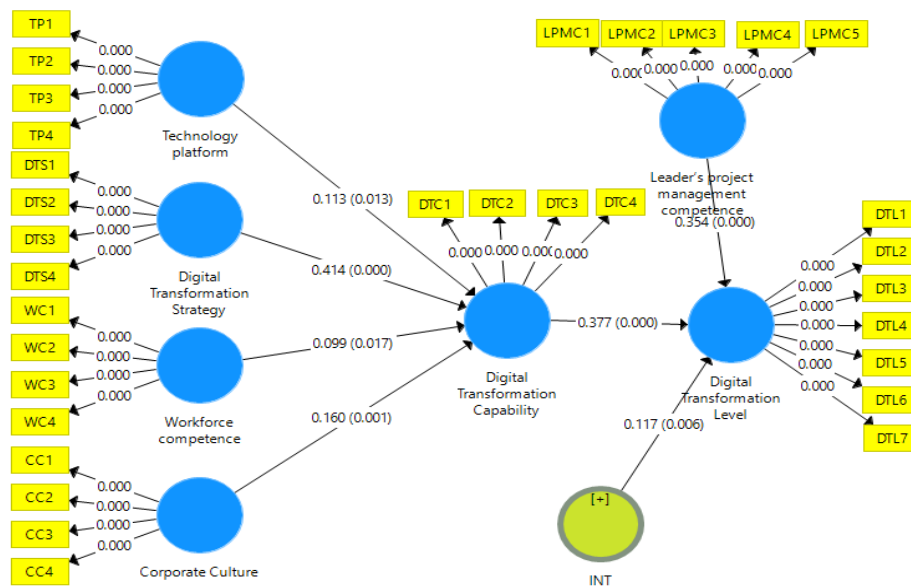 TP1
TP2
TP3
TP4
0.000
0.000
0.000
0.000
Technology
platform
DTS1
DTS2
DTS3
DTS4
0.000
0.000
0.000
0.000
Digital
Transformation
Strategy
WC1
WC2
WC3
WC4
0.000
0.000
0.000
0.000
Workforce
competence
CC1
CC2
CC3
CC4
0.000
0.000
0.000
0.000
Corporate Culture
0.113 (0.013)
0.414 (0.000)
0.099 (0.017)
0.160 (0.001)
DTC1
DTC2
DTC3
DTC4
0.000
0.000
0.000
0.000
Digital
Transformation
Capability
0.377 (0.000)
LPMC1
LPMC2
LPMC3
LPMC4
LPMC5
0.000
0.000
0.000
0.000
0.000
Leader's project
management
competence
0.354 (0.000)
DTL1
DTL2
DTL3
DTL4
DTL5
DTL6
DTL7
0.000
0.000
0.000
0.000
0.000
0.000
0.000
Digital
Transformation
Level
0.117 (0.006)
[+]
INT